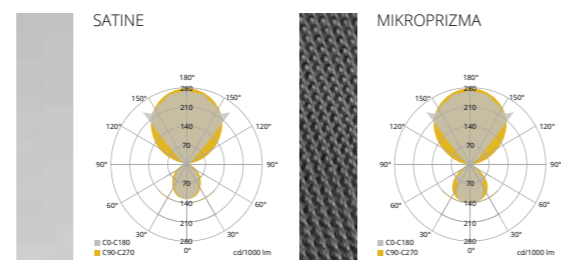 SATINE
180°
150° 280 150°
210
120° 140 120°
70
90° 90°
70
60° 140 60°
210
30° 30°
280
C0-C180
C90-C270
0°
cd/1000 lm
MIKROPRIZMA
180°
150° 280 150°
210
120° 140 120°
70
90° 90°
70
60° 140 60°
210
30° 30°
280
C0-C180
C90-C270
0°
cd/1000 lm